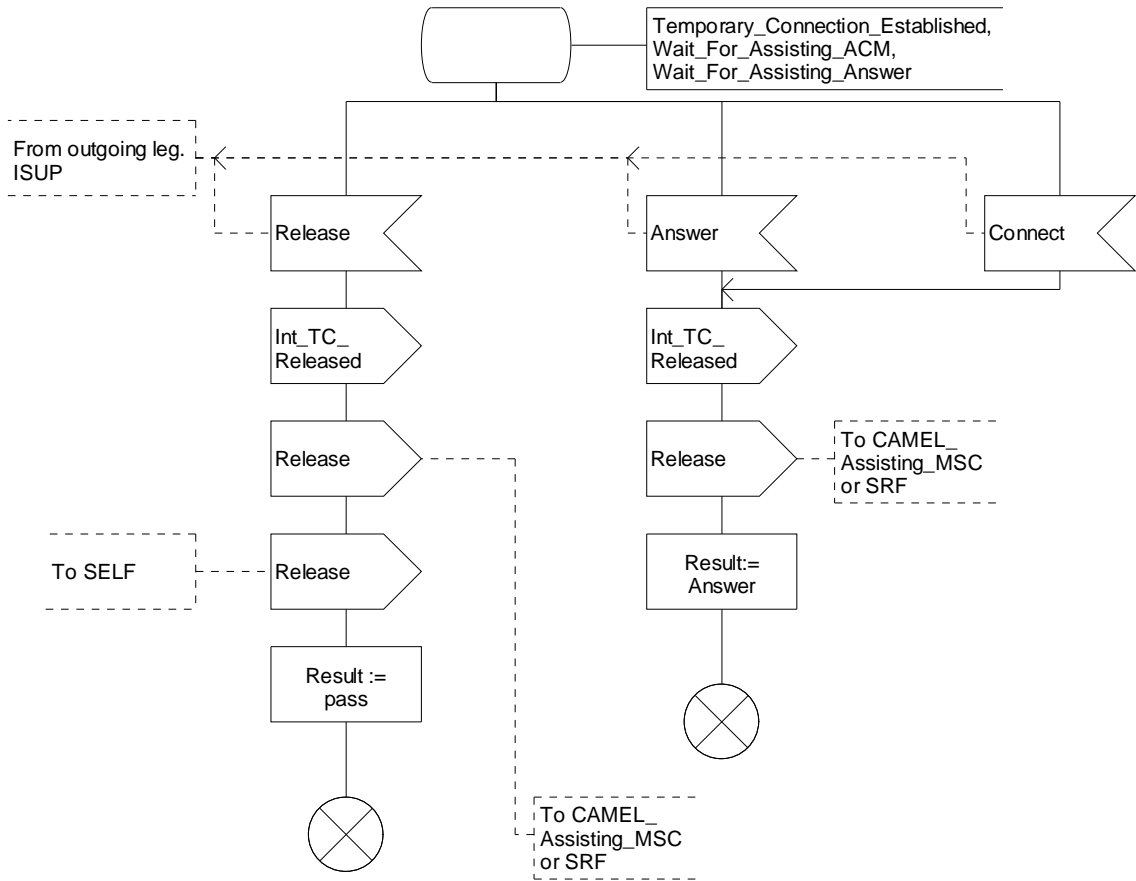 Temporary_Connection_Established,
Wait_For_Assisting_ACM,
Wait_For_Assisting_Answer
From outgoing leg.
ISUP
Release
Answer
Connect
Int_TC_
Released
Int_TC_
Released
Release
Release
To CAMEL_
Assisting_MSC
or SRF
To SELF
Release
Result:=
Answer
Result :=
pass
To CAMEL_
Assisting_MSC
or SRF